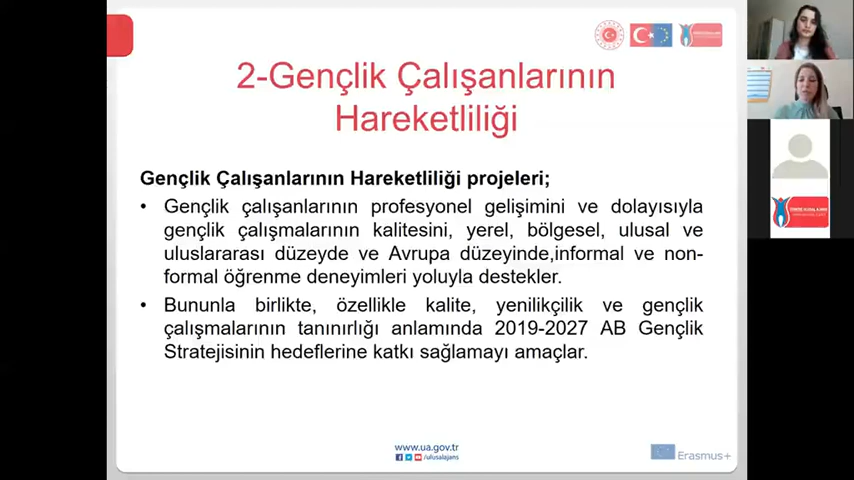 2-Gençlik Çalışanlarının
Hareketliliği
Gençlik Çalışanlarının Hareketliliği projeleri;
• Gençlik çalışanlarının profesyonel gelişimini ve dolayısıyla
gençlik çalışmalarının kalitesini, yerel, bölgesel, ulusal ve
uluslararası düzeyde ve Avrupa düzeyinde,informal ve non-
formal öğrenme deneyimleri yoluyla destekler.
• Bununla birlikte, özellikle kalite, yenilikçilik ve gençlik
çalışmalarının tanınırlığı anlamında 2019-2027 AB Gençlik
Stratejisinin hedeflerine katkı sağlamayı amaçlar.
www.ua.gov.tr
/ulusalajans
Erasmus+